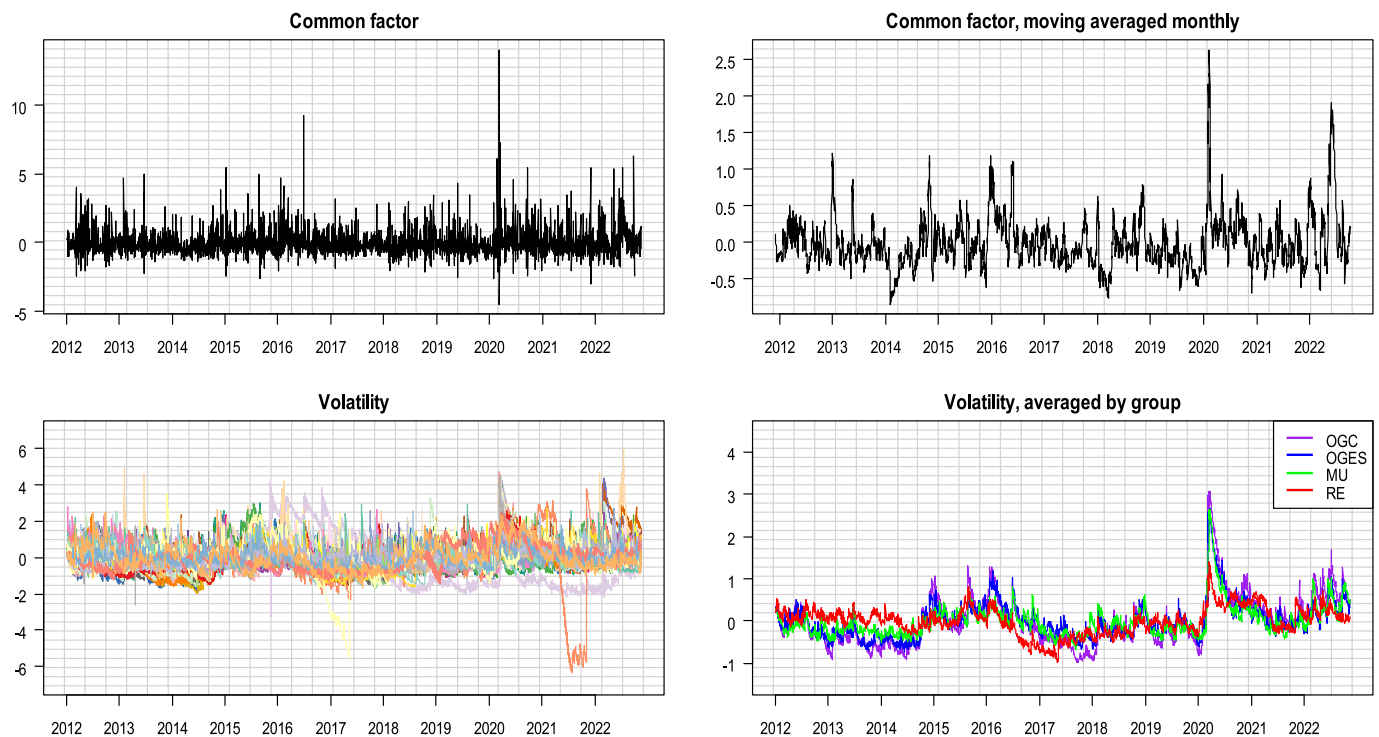 Common factor
10
5
0
-5
2012 2013 2014 2015 2016 2017 2018 2019 2020 2021 2022
Common factor, moving averaged monthly
2.5
2.0
1.5
1.0
0.5
0.0
-0.5
2012 2013 2014 2015 2016 2017 2018 2019 2020 2021 2022
Volatility
6
4
2
0
-2
-4
-6
2012 2013 2014 2015 2016 2017 2018 2019 2020 2021 2022
Volatility, averaged by group
4
3
2
1
0
-1
OGC
OGES
MU
RE
2012 2013 2014 2015 2016 2017 2018 2019 2020 2021 2022